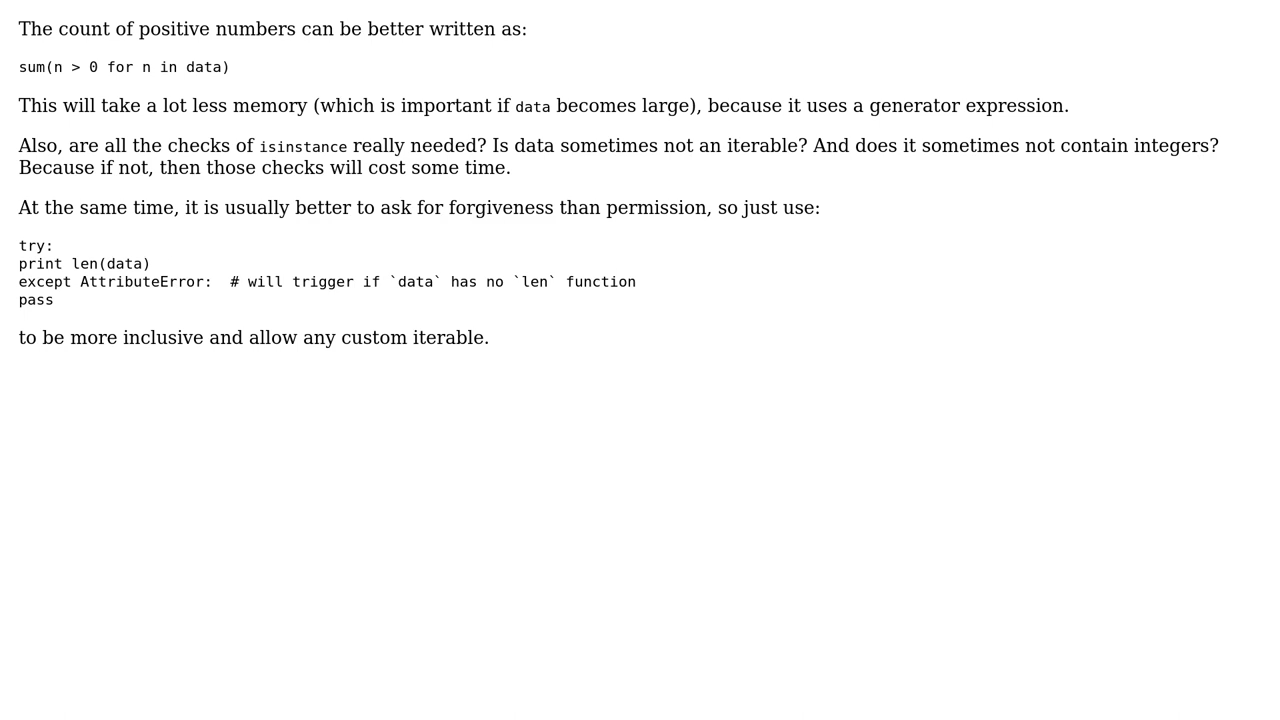 The count of positive numbers can be better written as:
sum(n > 0 for n in data)
This will take a lot less memory (which is important if data becomes large), because it uses a generator expression.
Also, are all the checks of isinstance really needed? Is data sometimes not an iterable? And does it sometimes not contain integers?
Because if not, then those checks will cost some time.
At the same time, it is usually better to ask for forgiveness than permission, so just use:
try:
print len(data)
except AttributeError:  # will trigger if `data` has no `len` function
pass
to be more inclusive and allow any custom iterable.